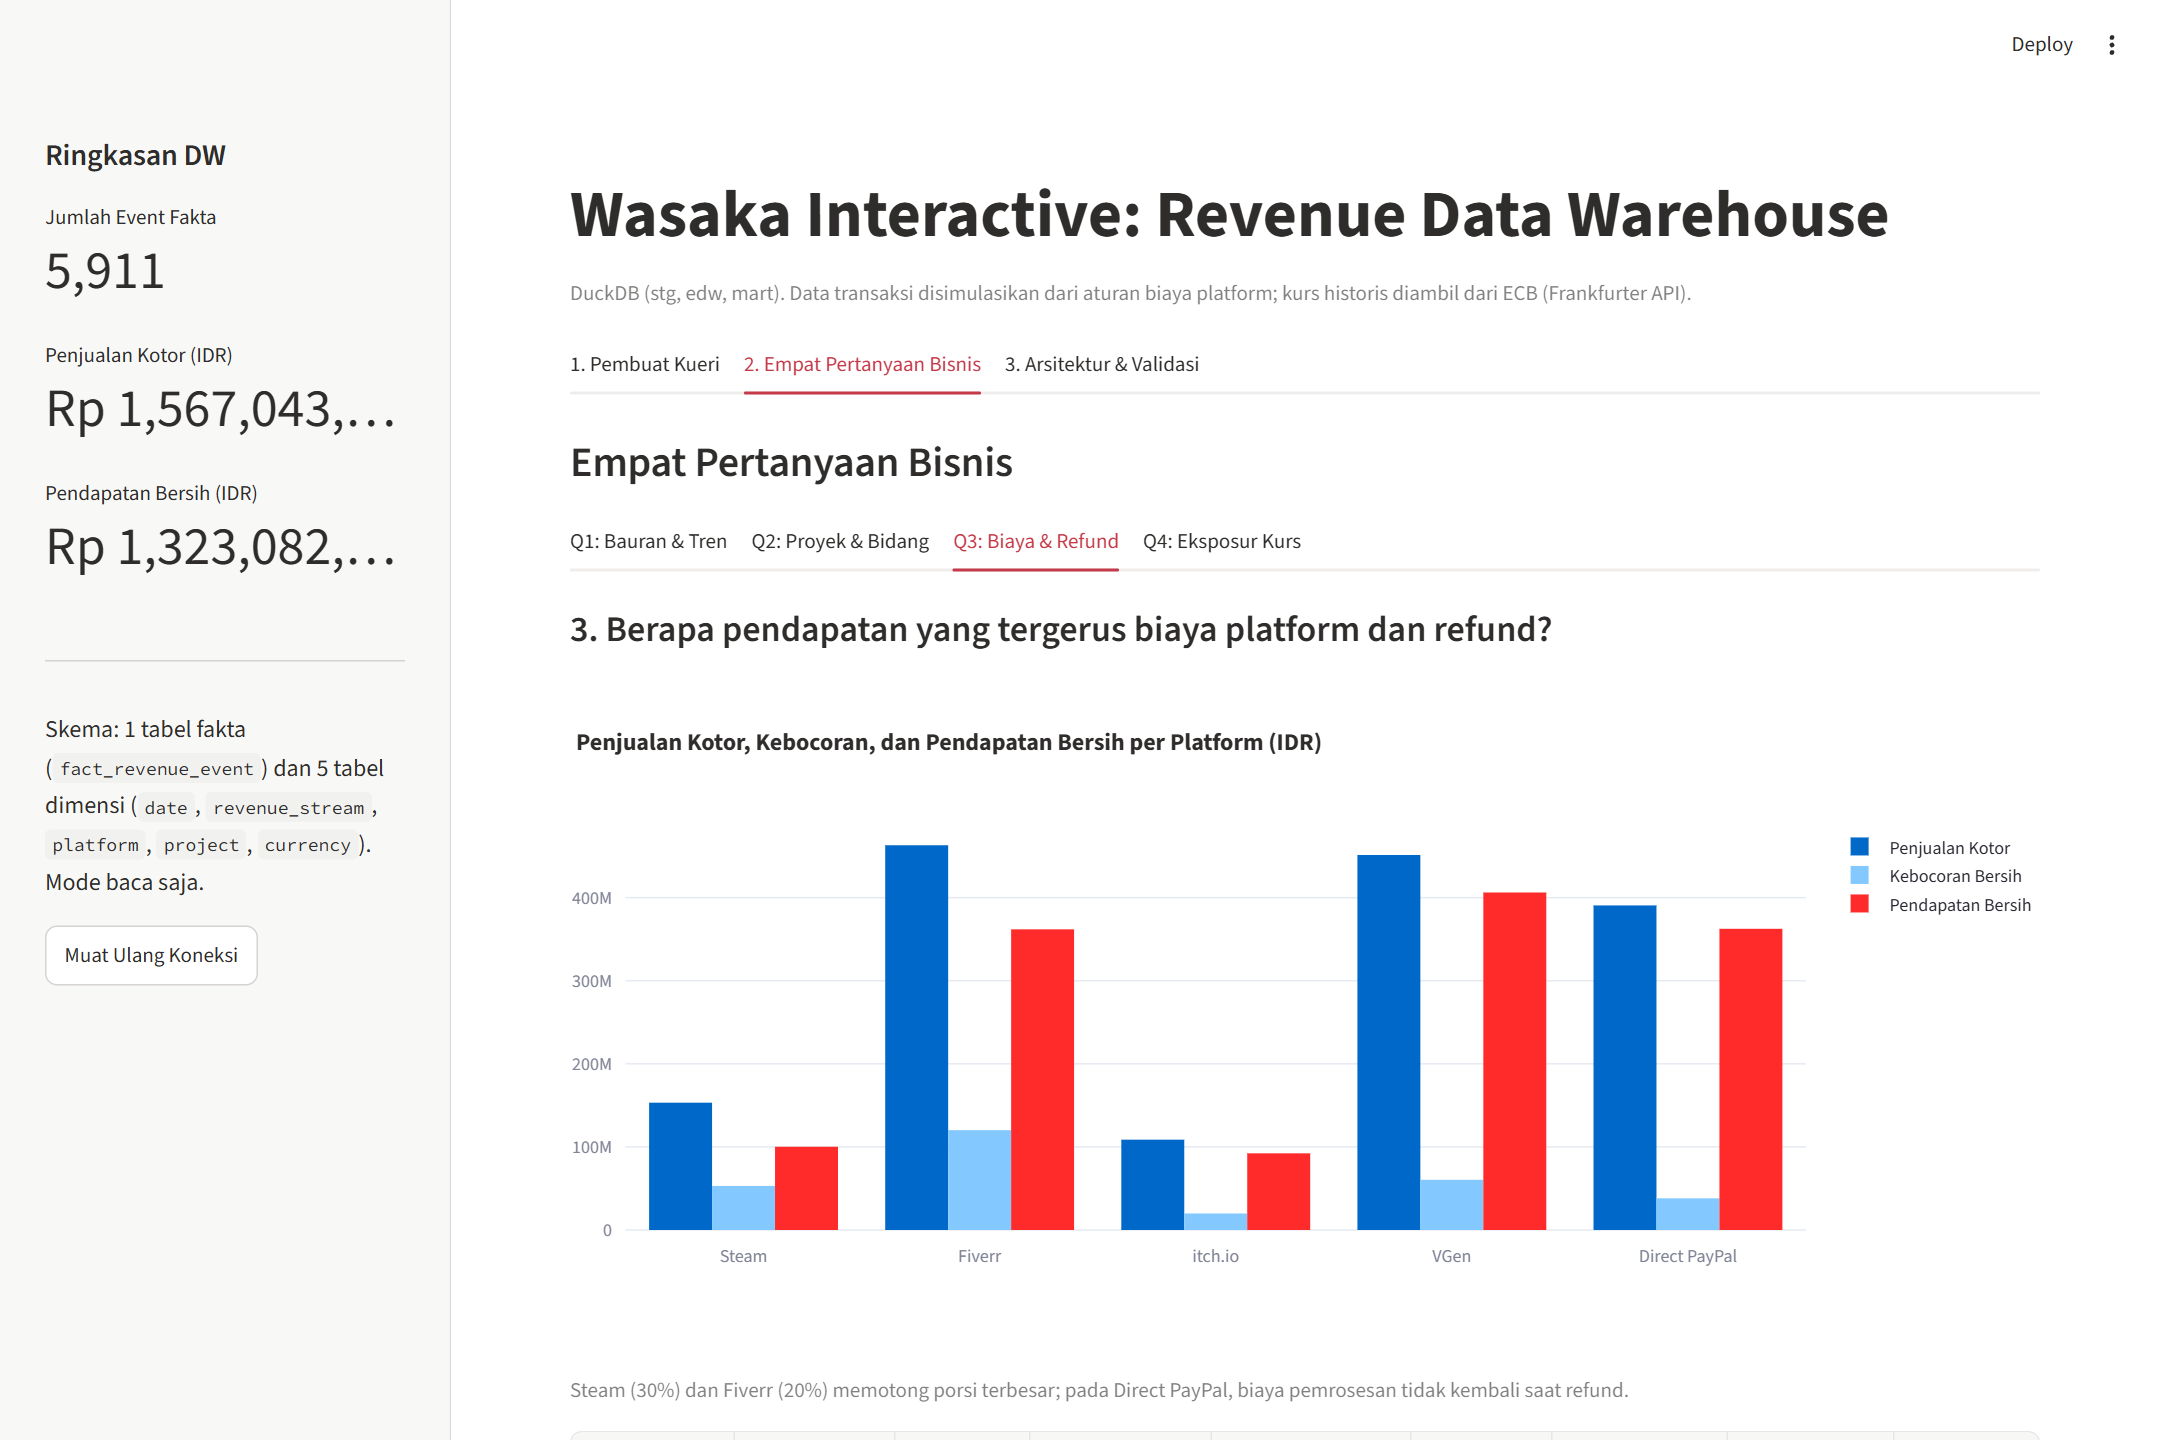 Deploy
Ringkasan DW
Jumlah Event Fakta
5,911
Penjualan Kotor (IDR)
Rp 1,567,043,…
Pendapatan Bersih (IDR)
Rp 1,323,082,…
Skema: 1 tabel fakta
( fact_revenue_event ) dan 5 tabel
dimensi ( date , revenue_stream ,
platform , project , currency ).
Mode baca saja.
Muat Ulang Koneksi
Wasaka Interactive: Revenue Data Warehouse
DuckDB (stg, edw, mart). Data transaksi disimulasikan dari aturan biaya platform; kurs historis diambil dari ECB (Frankfurter API).
1. Pembuat Kueri 2. Empat Pertanyaan Bisnis 3. Arsitektur & Validasi
Empat Pertanyaan Bisnis
Q1: Bauran & Tren Q2: Proyek & Bidang Q3: Biaya & Refund Q4: Eksposur Kurs
3. Berapa pendapatan yang tergerus biaya platform dan refund?
Penjualan Kotor, Kebocoran, dan Pendapatan Bersih per Platform (IDR)
Penjualan Kotor
Kebocoran Bersih
Pendapatan Bersih
400M
300M
200M
100M
0
Steam Fiverr itch.io VGen Direct PayPal
Steam (30%) dan Fiverr (20%) memotong porsi terbesar; pada Direct PayPal, biaya pemrosesan tidak kembali saat refund.